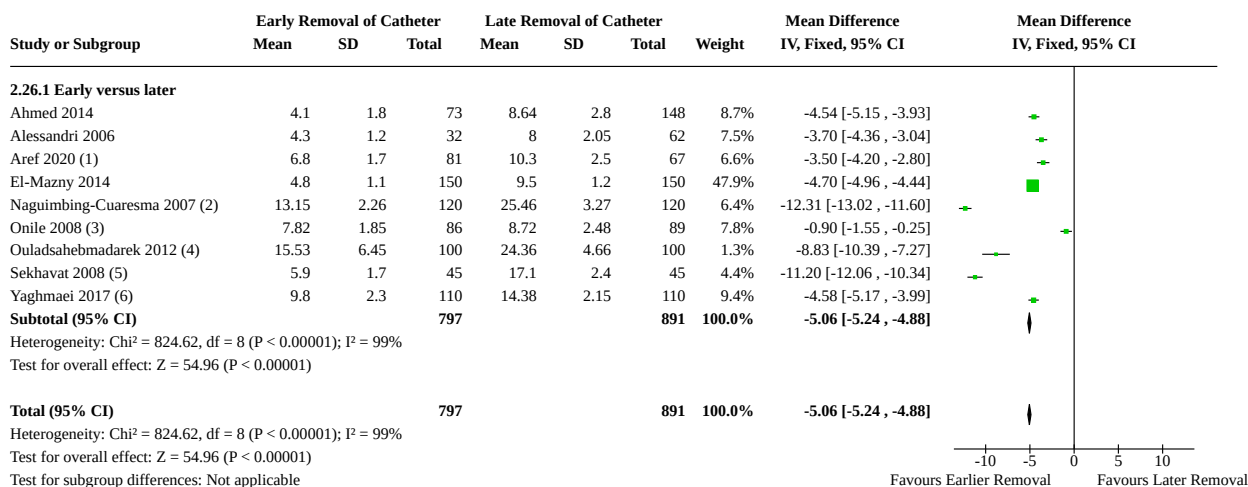 Early Removal of Catheter Late Removal of Catheter Mean Difference Mean Difference
Study or Subgroup Mean SD Total Mean SD Total Weight IV, Fixed, 95% CI IV, Fixed, 95% CI
2.26.1 Early versus later
Ahmed 2014 4.1 1.8 73 8.64 2.8 148 8.7% -4.54 [-5.15 , -3.93]
Alessandri 2006 4.3 1.2 32 8 2.05 62 7.5% -3.70 [-4.36 , -3.04]
Aref 2020 (1) 6.8 1.7 81 10.3 2.5 67 6.6% -3.50 [-4.20 , -2.80]
El-Mazny 2014 4.8 1.1 150 9.5 1.2 150 47.9% -4.70 [-4.96 , -4.44]
Naguimbing-Cuaresma 2007 (2) 13.15 2.26 120 25.46 3.27 120 6.4% -12.31 [-13.02 , -11.60]
Onile 2008 (3) 7.82 1.85 86 8.72 2.48 89 7.8% -0.90 [-1.55 , -0.25]
Ouladsahebmadarek 2012 (4) 15.53 6.45 100 24.36 4.66 100 1.3% -8.83 [-10.39 , -7.27]
Sekhavat 2008 (5) 5.9 1.7 45 17.1 2.4 45 4.4% -11.20 [-12.06 , -10.34]
Yaghmaei 2017 (6) 9.8 2.3 110 14.38 2.15 110 9.4% -4.58 [-5.17 , -3.99]
Subtotal (95% CI) 797 891 100.0% -5.06 [-5.24 , -4.88]
Heterogeneity: Chi² = 824.62, df = 8 (P < 0.00001); I² = 99%
Test for overall effect: Z = 54.96 (P < 0.00001)
Total (95% CI) 797 891 100.0% -5.06 [-5.24 , -4.88]
Heterogeneity: Chi² = 824.62, df = 8 (P < 0.00001); I² = 99%
Test for overall effect: Z = 54.96 (P < 0.00001) -10 -5 0 5 10
Test for subgroup differences: Not applicable Favours Earlier Removal Favours Later Removal